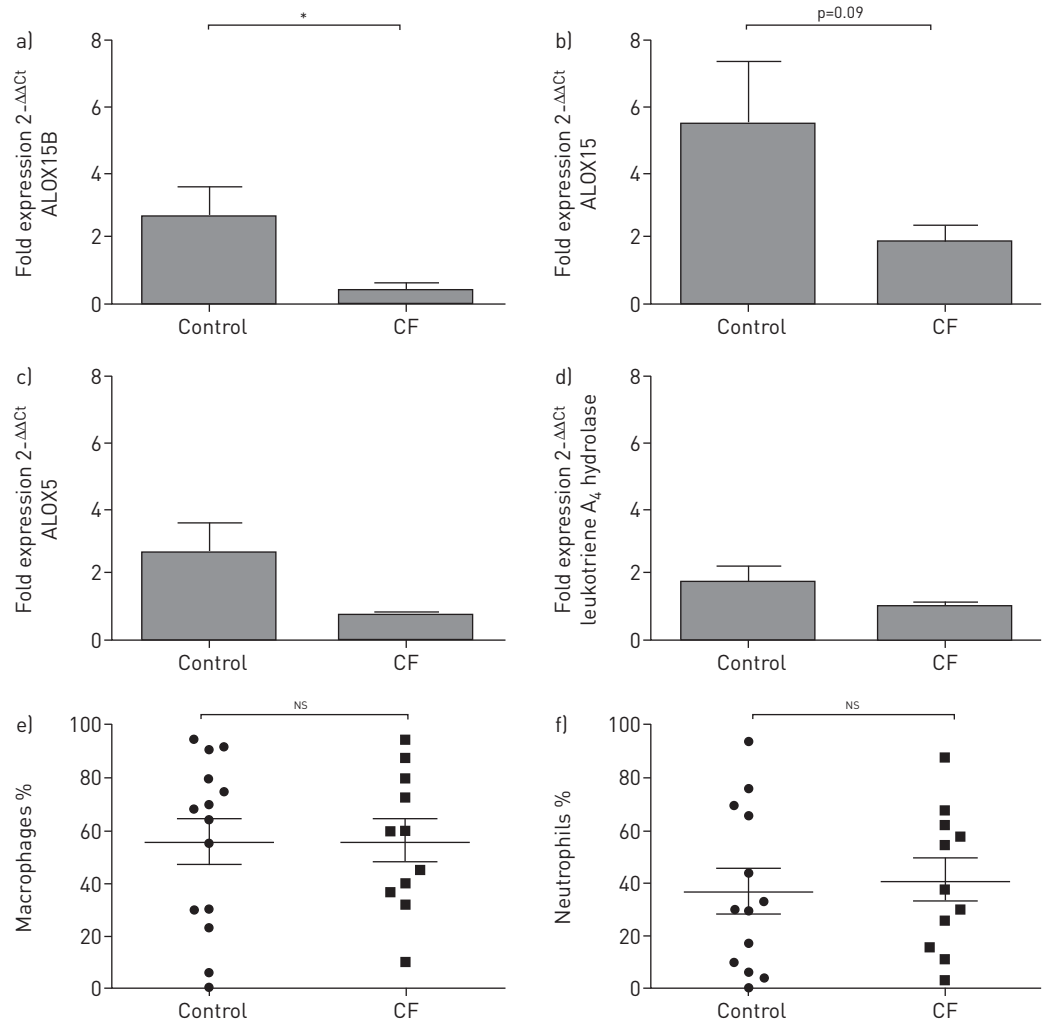 a)
*
Fold expression 2-ΔΔCt
ALOX15B
8
6
4
2
0
Control
CF
b)
p=0.09
Fold expression 2-ΔΔCt
ALOX15
8
6
4
2
0
Control
CF
c)
Fold expression 2-ΔΔCt
ALOX5
8
6
4
2
0
Control
CF
d)
Fold expression 2-ΔΔCt
leukotriene A4 hydrolase
8
6
4
2
0
Control
CF
e)
NS
Macrophages %
100
80
60
40
20
0
Control
CF
f)
NS
Neutrophils %
100
80
60
40
20
0
Control
CF